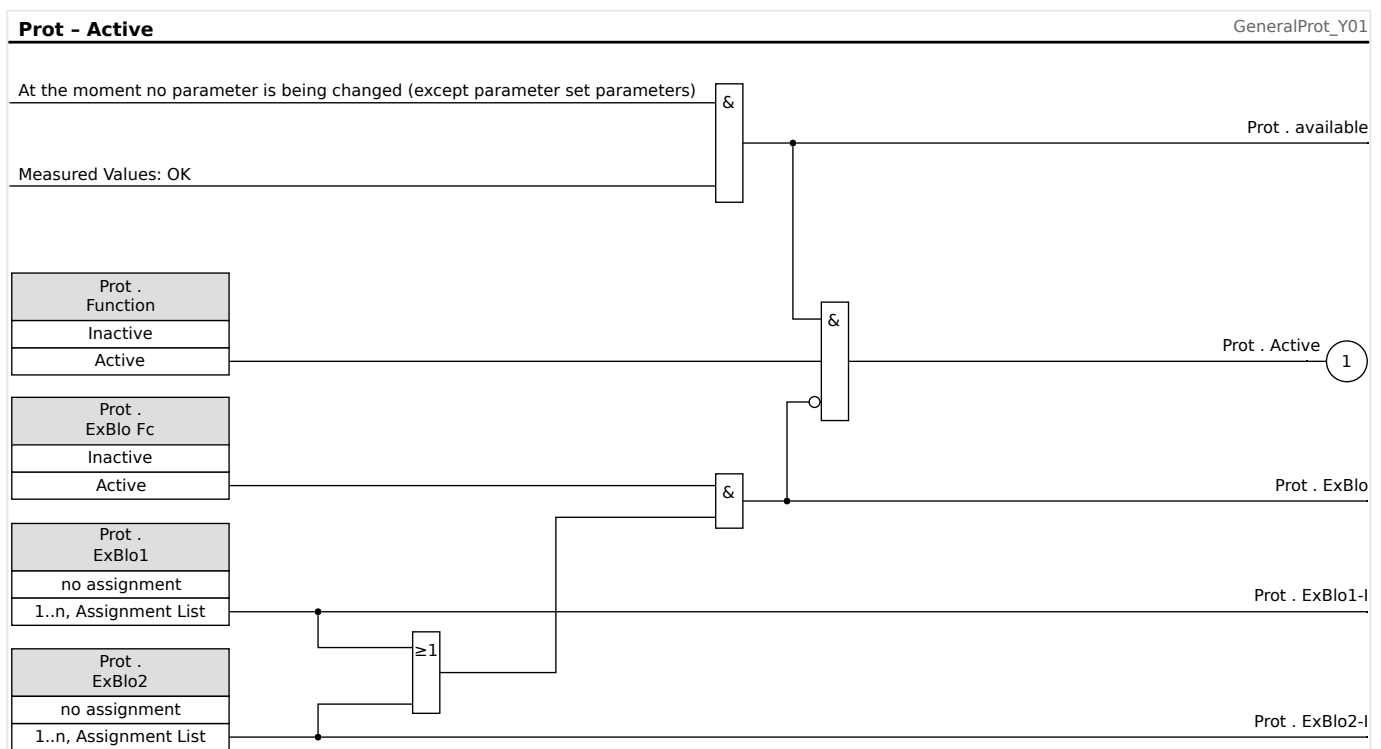 Prot – Active
GeneralProt_Y01
At the moment no parameter is being changed (except parameter set parameters)
&
Prot . available
Measured Values: OK
Prot .
Function
Inactive
Active
&
Prot . Active
1
Prot .
ExBlo Fc
Inactive
Active
&
Prot . ExBlo
Prot .
ExBlo1
no assignment
1..n, Assignment List
Prot . ExBlo1-I
≥1
Prot .
ExBlo2
no assignment
1..n, Assignment List
Prot . ExBlo2-I